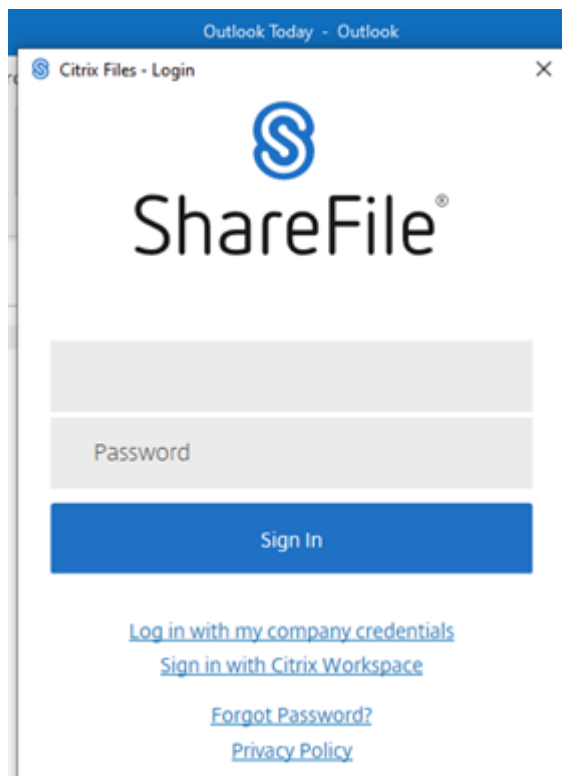 Outlook Today - Outlook
Citrix Files - Login
ShareFile®
Password
Sign In
Log in with my company credentials
Sign in with Citrix Workspace
Forgot Password?
Privacy Policy